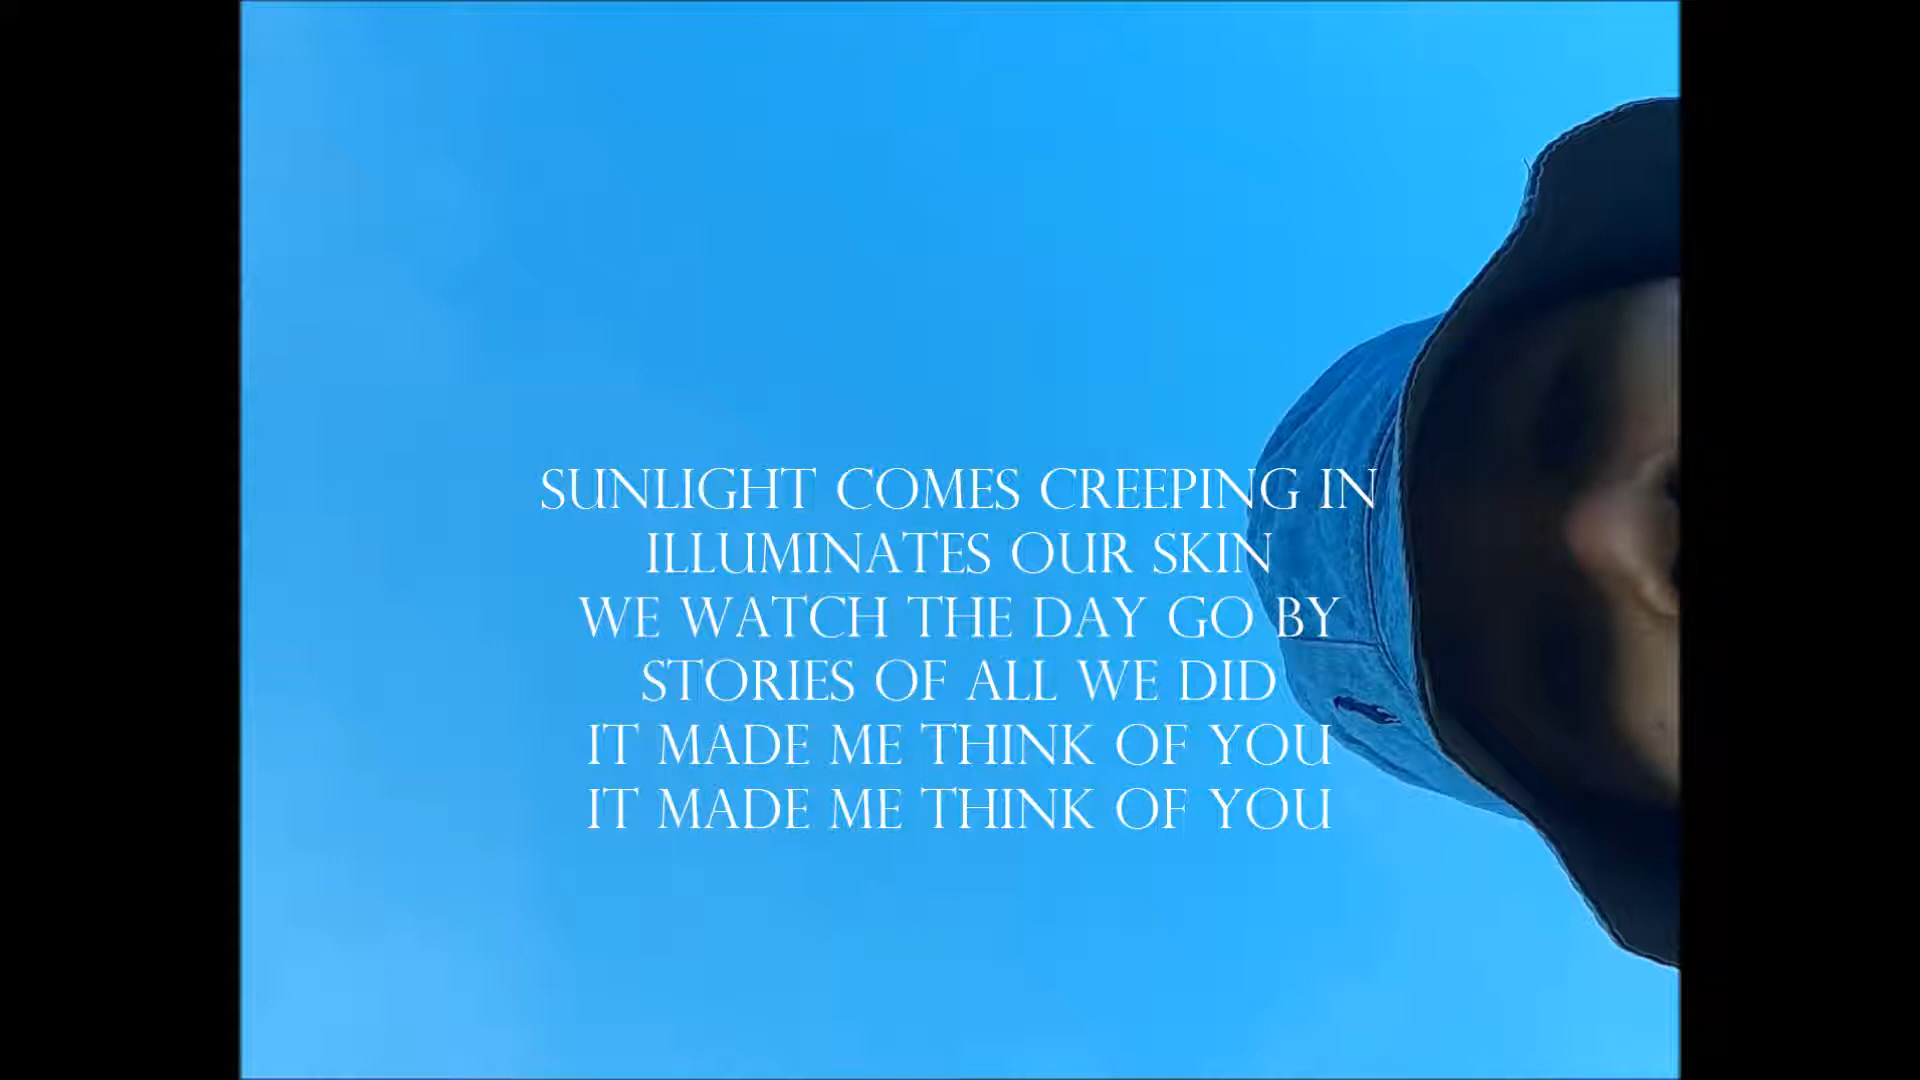 SUNLIGHT COMES CREEPING IN
ILLUMINATES OUR SKIN
WE WATCH THE DAY GO BY
STORIES OF ALL WE DID
IT MADE ME THINK OF YOU
IT MADE ME THINK OF YOU